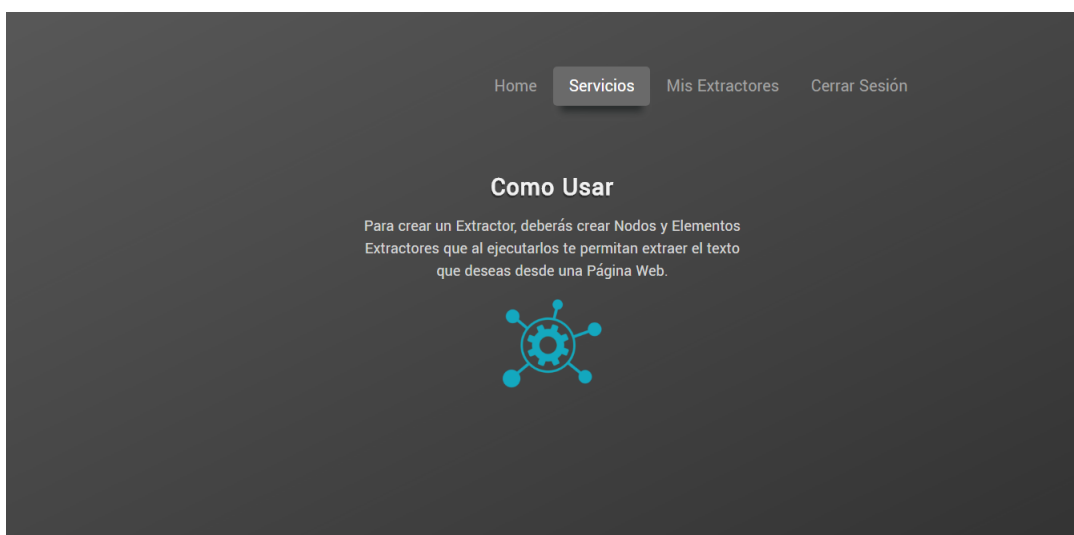 Home Servicios Mis Extractores Cerrar Sesión
Como Usar
Para crear un Extractor, deberás crear Nodos y Elementos
Extractores que al ejecutarlos te permitan extraer el texto
que deseas desde una Página Web.